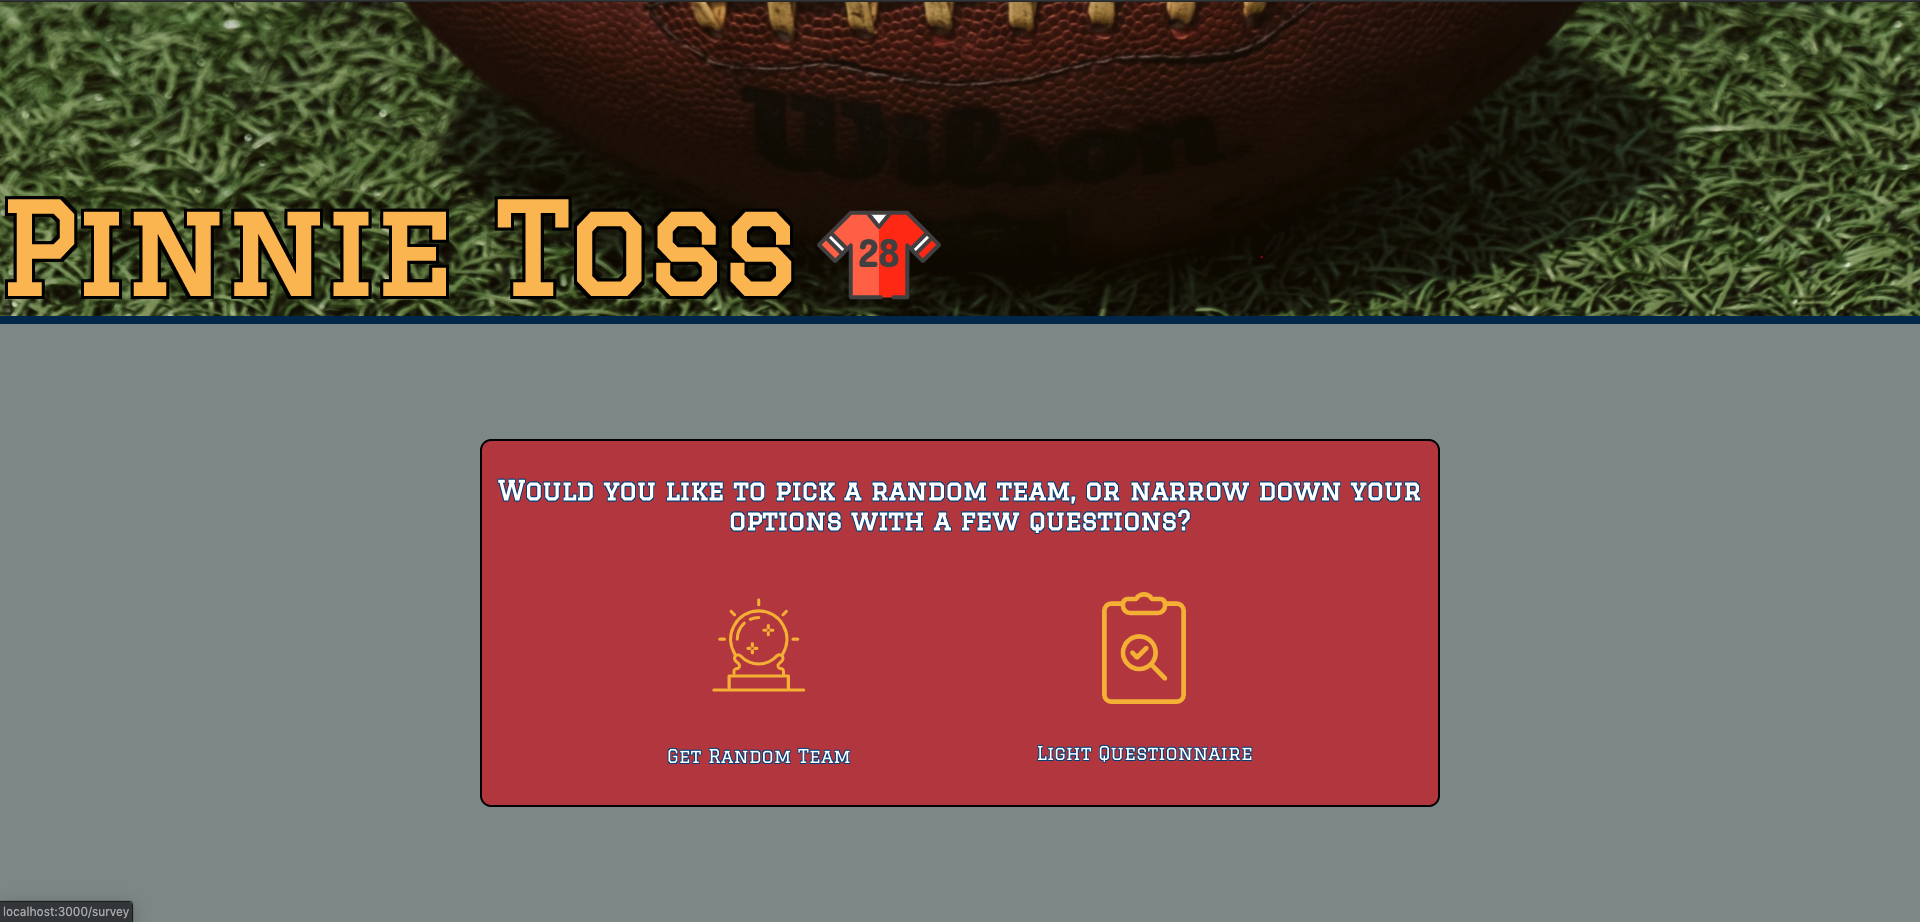 Wilson
Pinnie Toss
28
Would you like to pick a random team, or narrow down your
options with a few questions?
Get Random Team
Light Questionnaire
localhost:3000/survey